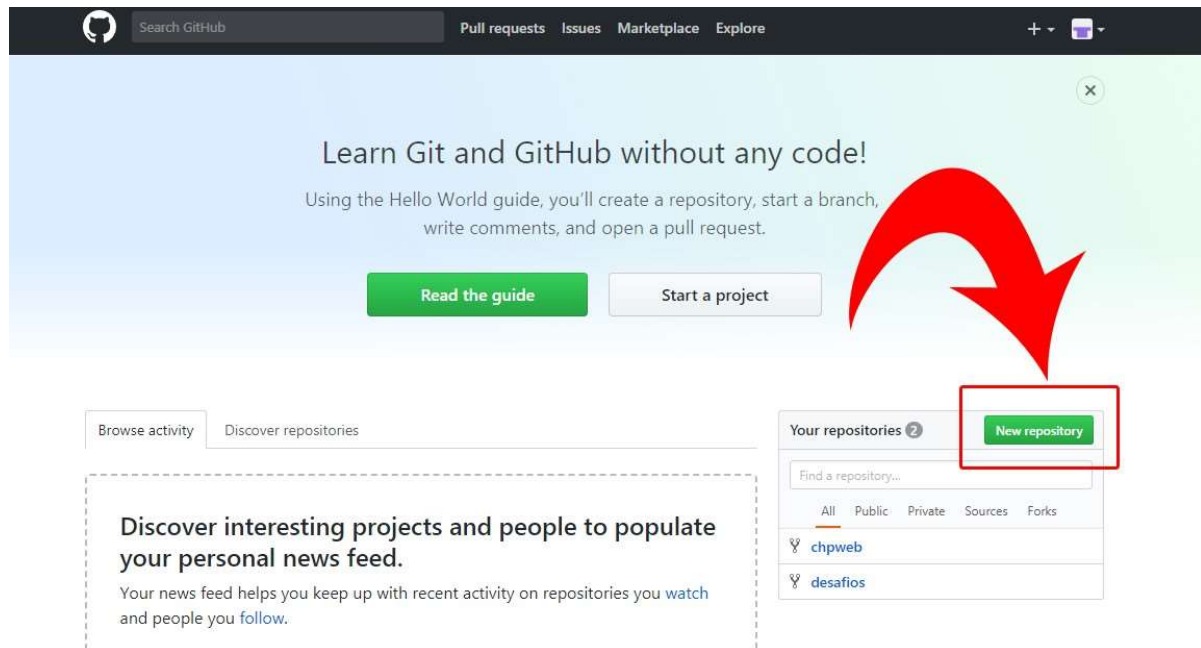 Search GitHub
Pull requests Issues Marketplace Explore
Learn Git and GitHub without any code!
Using the Hello World guide, you'll create a repository, start a branch,
write comments, and open a pull request.
Read the guide
Start a project
Browse activity
Discover repositories
Discover interesting projects and people to populate
your personal news feed.
Your news feed helps you keep up with recent activity on repositories you watch
and people you follow.
Your repositories 2
New repository
Find a repository...
All Public Private Sources Forks
chpweb
desafios